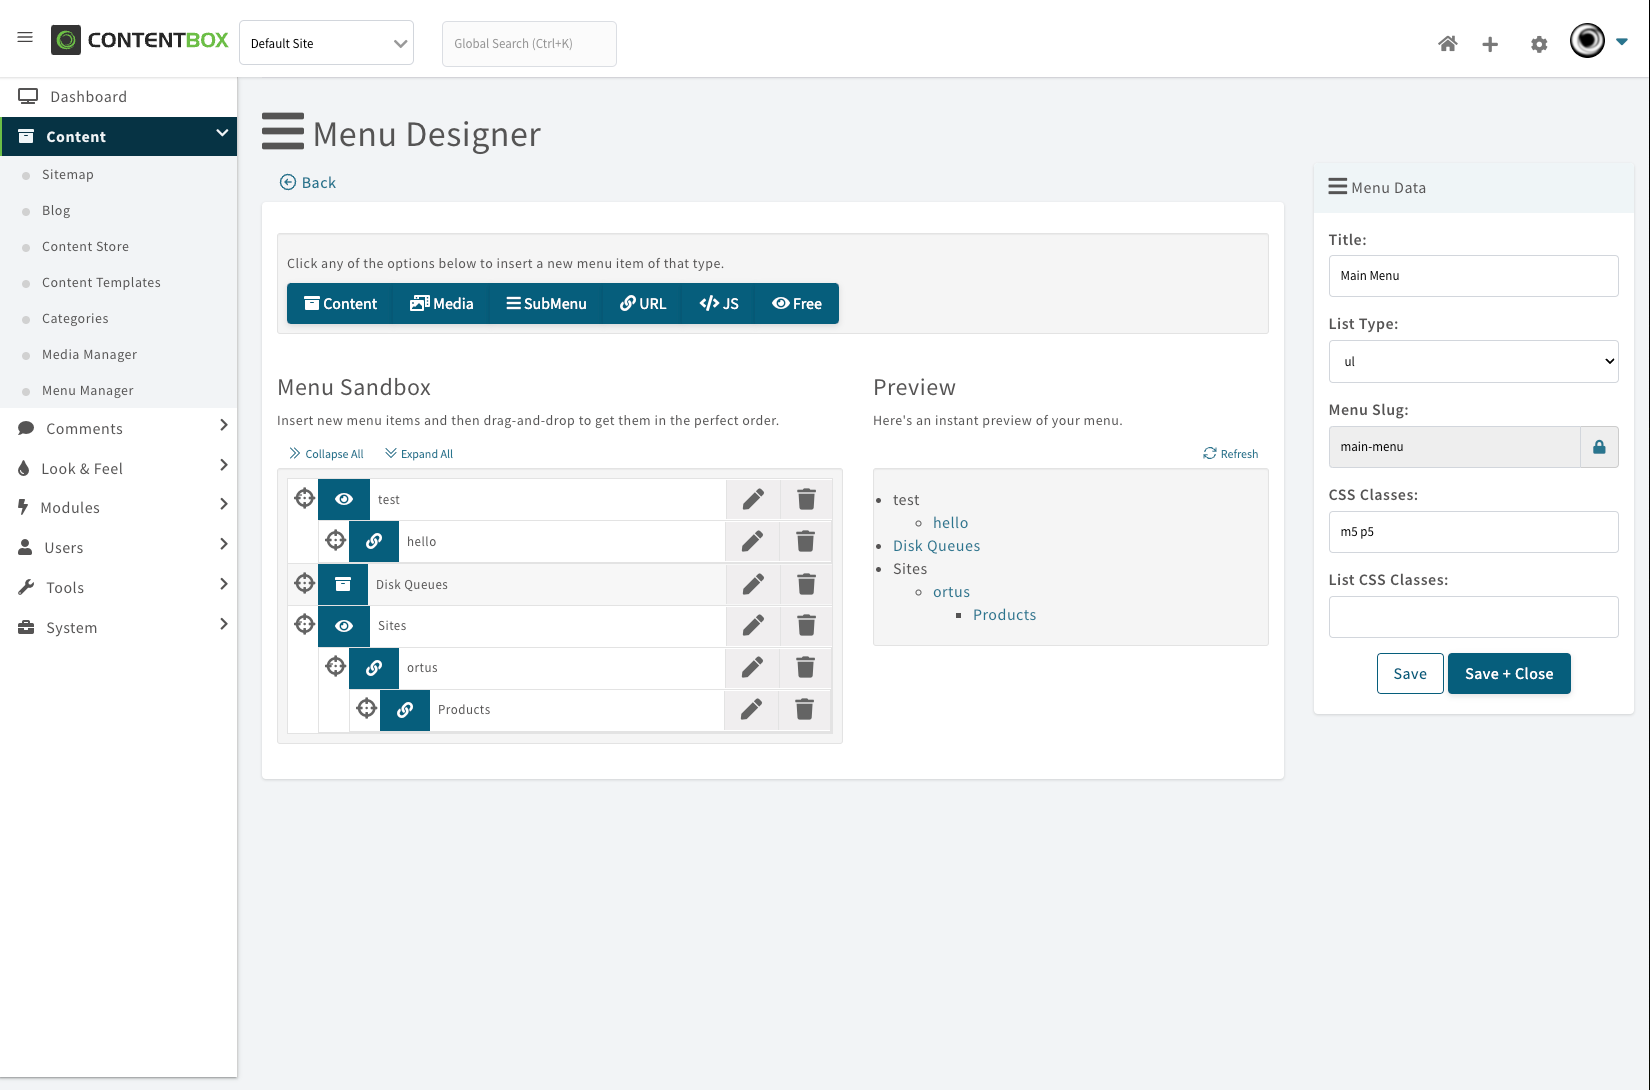 CONTENTBOX
Default Site
Global Search (Ctrl+K)
Dashboard
Content
Sitemap
Blog
Content Store
Content Templates
Categories
Media Manager
Menu Manager
Comments
Look & Feel
Modules
Users
Tools
System
Menu Designer
Back
Click any of the options below to insert a new menu item of that type.
Content Media SubMenu URL JS Free
Menu Sandbox
Insert new menu items and then drag-and-drop to get them in the perfect order.
Collapse All Expand All
test
hello
Disk Queues
Sites
ortus
Products
Preview
Here's an instant preview of your menu.
Refresh
test
hello
Disk Queues
Sites
ortus
Products
Menu Data
Title:
Main Menu
List Type:
ul
Menu Slug:
main-menu
CSS Classes:
m5 p5
List CSS Classes:
Save Save + Close